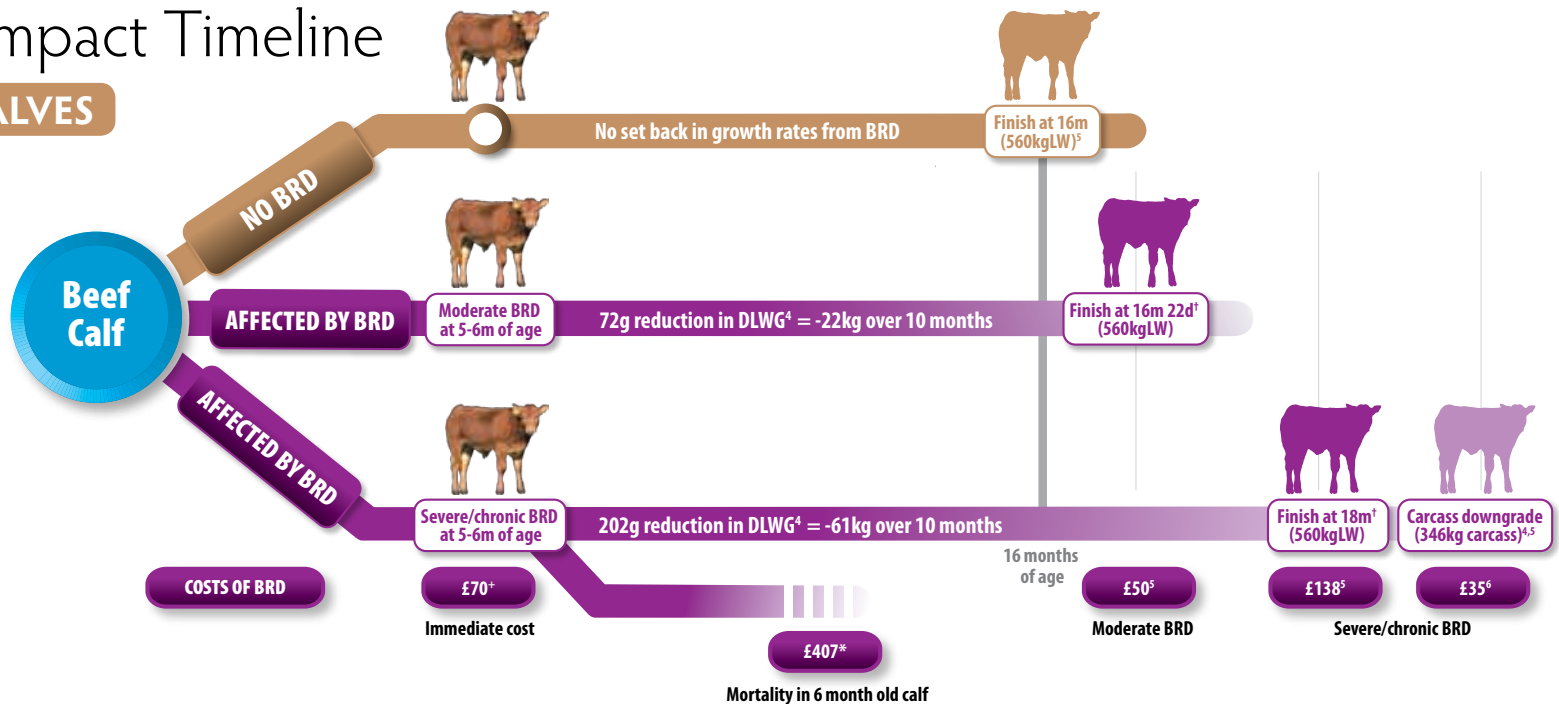 mpact Timeline
ALVES
NO BRD
No set back in growth rates from BRD
Finish at 16m
(560kgLW)⁵
Beef
Calf
AFFECTED BY BRD
Moderate BRD
at 5-6m of age
72g reduction in DLWG⁴ = -22kg over 10 months
Finish at 16m 22d†
(560kgLW)
AFFECTED BY BRD
Severe/chronic BRD
at 5-6m of age
202g reduction in DLWG⁴ = -61kg over 10 months
Finish at 18m†
(560kgLW)
Carcass downgrade
(346kg carcass)⁴,⁵
16 months
of age
COSTS OF BRD
£70⁺
Immediate cost
£407*
Mortality in 6 month old calf
£50⁵
Moderate BRD
£138⁵
£35⁶
Severe/chronic BRD